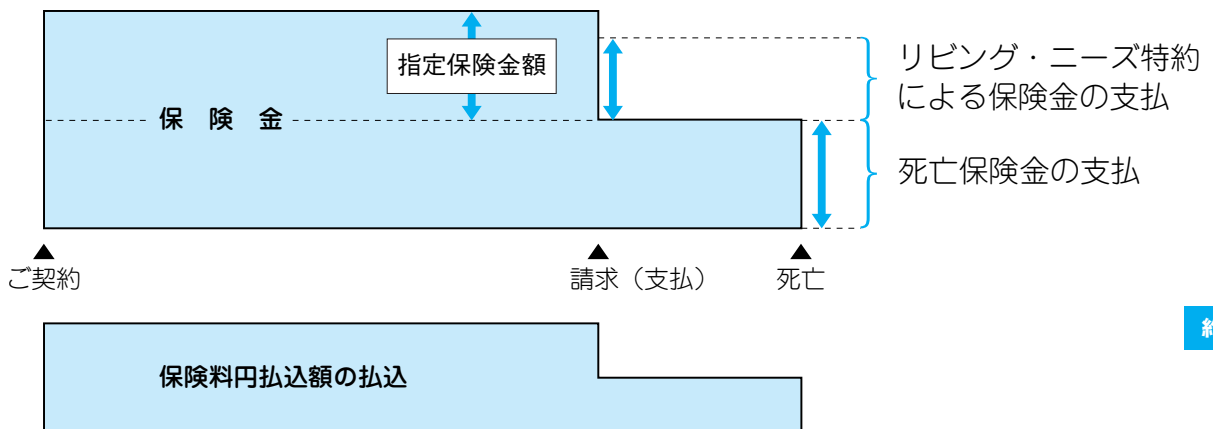 指定保険金額
リビング・ニーズ特約
による保険金の支払
保 険 金
死亡保険金の支払
ご契約
請求(支払)
死亡
保険料円払込額の払込